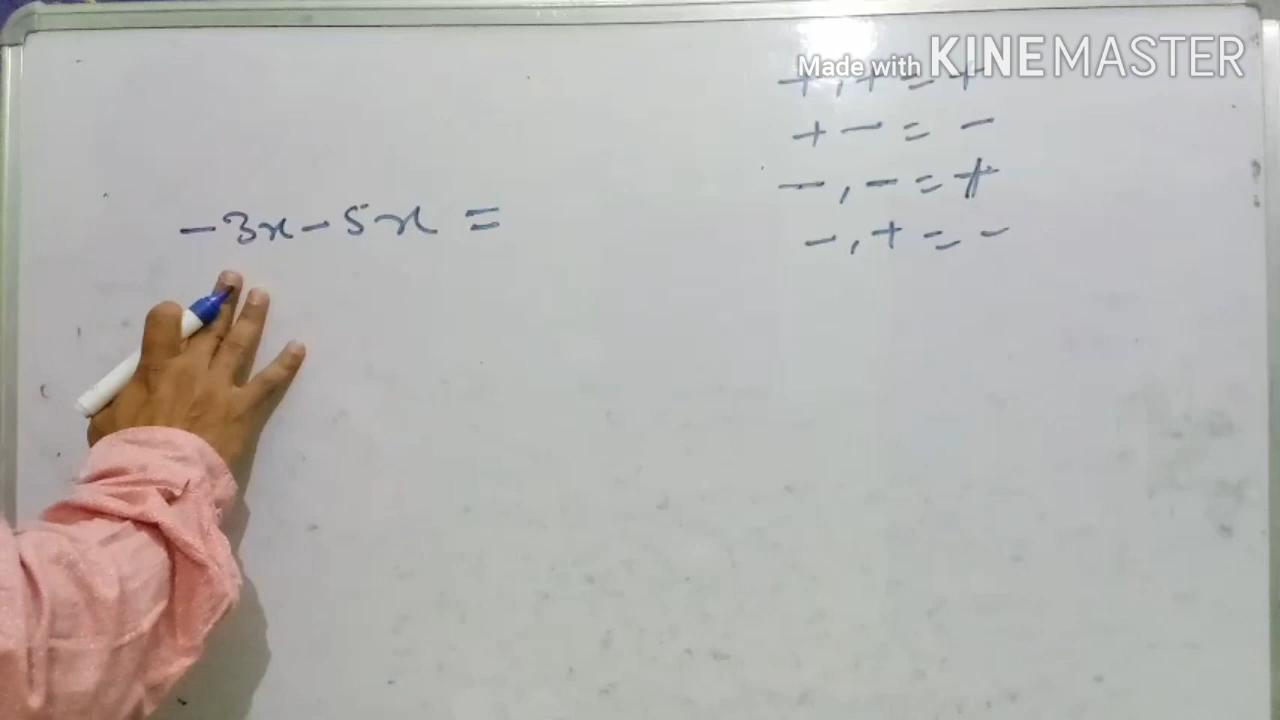 Made with KINEMASTER
+, + = +
+ - = -
-, - = +
-, + = -
-3x - 5x =